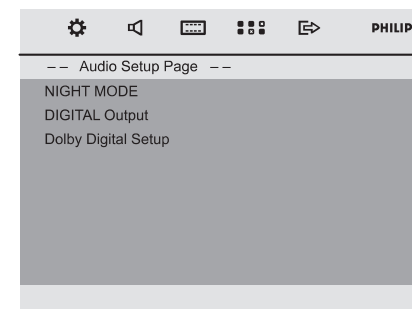 PHILIP
–– Audio Setup Page ––
NIGHT MODE
DIGITAL Output
Dolby Digital Setup